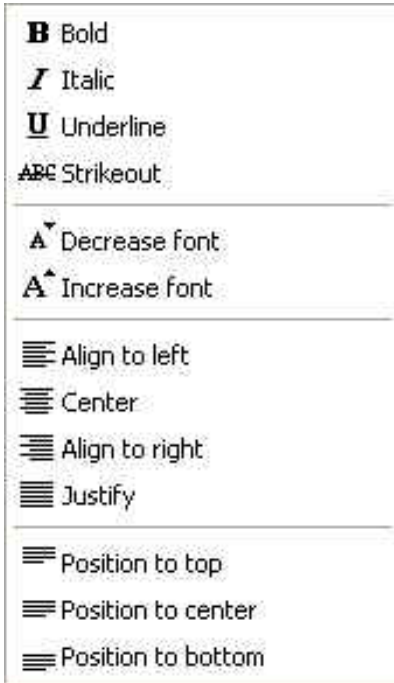 B Bold
I Italic
U Underline
ABC Strikeout
A Decrease font
A Increase font
Align to left
Center
Align to right
Justify
Position to top
Position to center
Position to bottom